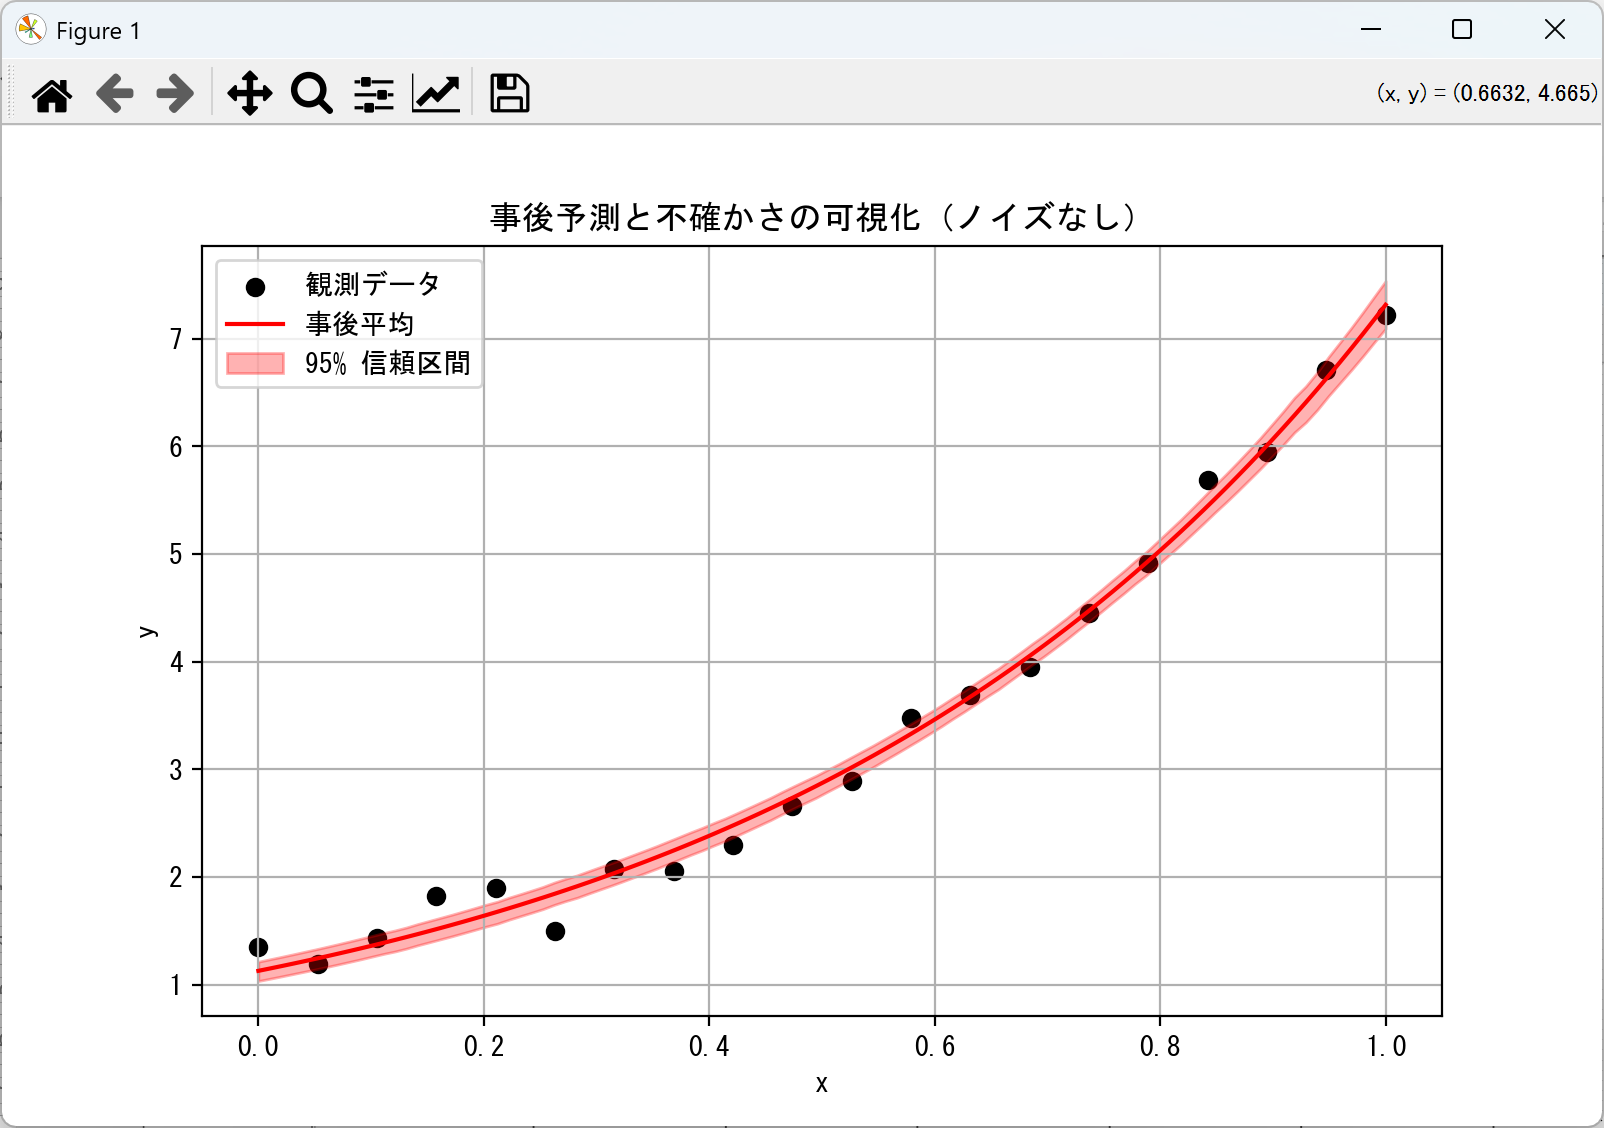 Figure 1
(x, y) = (0.6632, 4.665)
事後予測と不確かさの可視化（ノイズなし）
観測データ
事後平均
95% 信頼区間
7
6
5
4
3
2
1
y
0.0 0.2 0.4 0.6 0.8 1.0
x